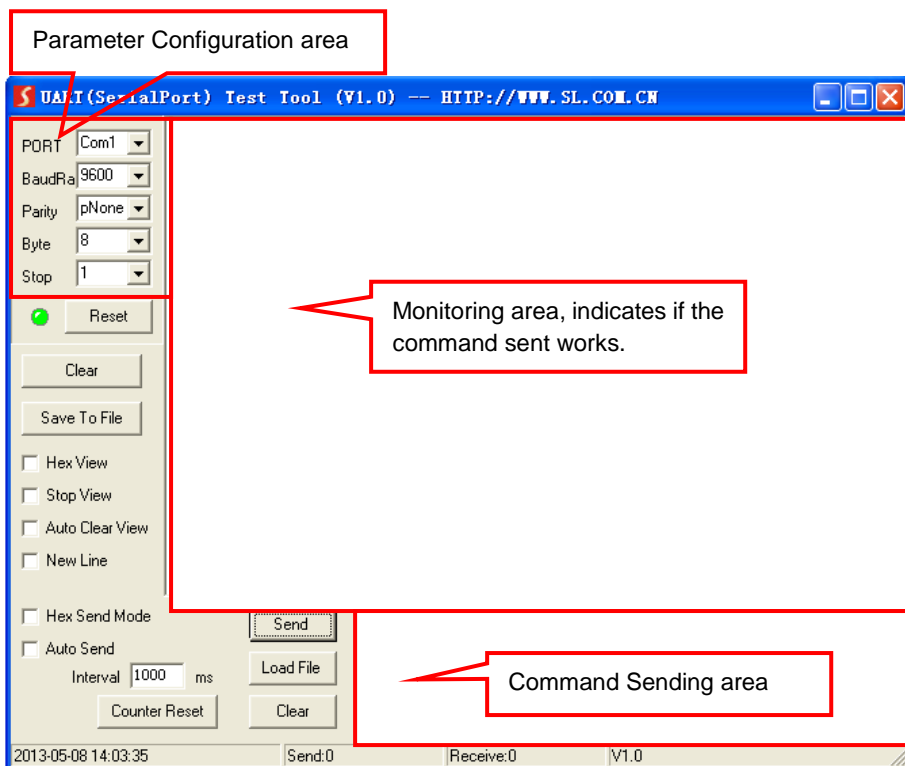 Parameter Configuration area
UART(SerialPort) Test Tool (V1.0) -- HTTP://WWW.SL.COM.CN
PORT Com1
BaudRa 9600
Parity pNone
Byte 8
Stop 1
Reset
Monitoring area, indicates if the
command sent works.
Clear
Save To File
Hex View
Stop View
Auto Clear View
New Line
Hex Send Mode
Send
Auto Send
Interval 1000 ms
Load File
Command Sending area
Counter Reset
Clear
2013-05-08 14:03:35 Send:0 Receive:0 V1.0